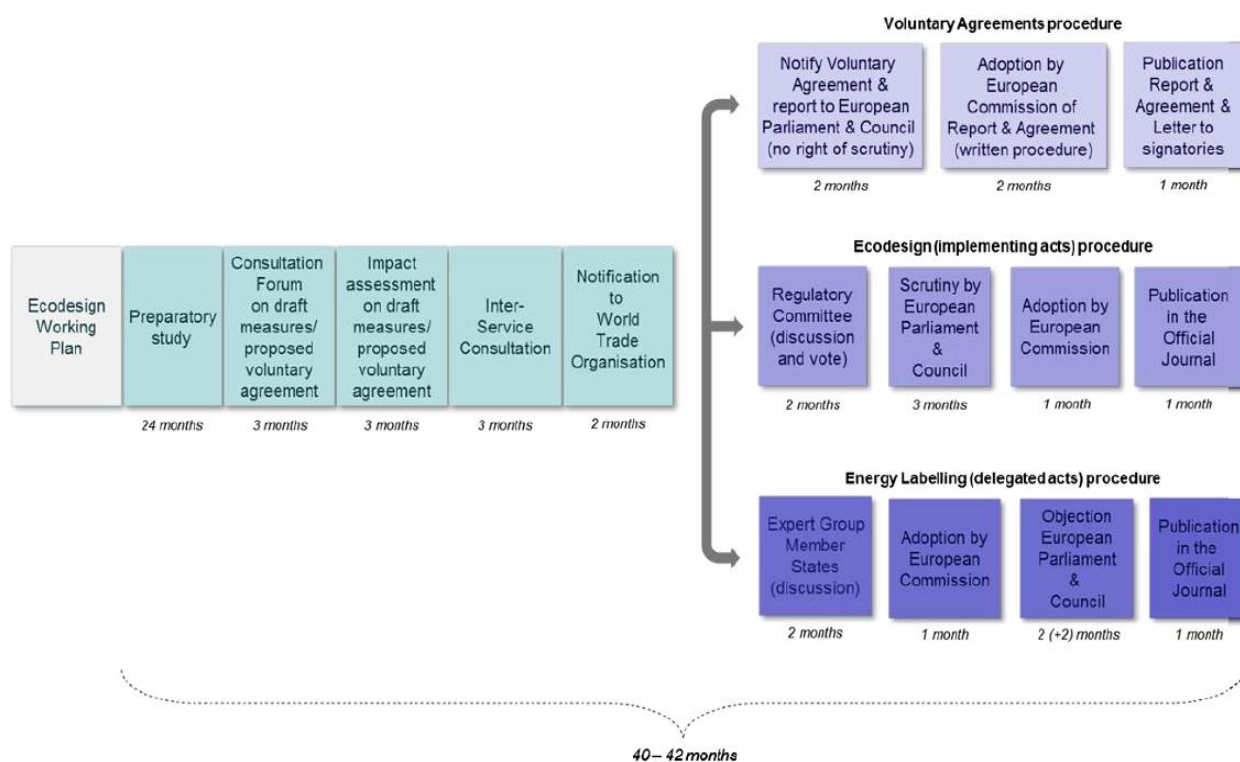 Voluntary Agreements procedure
Notify Voluntary
Agreement &
report to European
Parliament & Council
(no right of scrutiny)
2 months
Adoption by
European
Commission of
Report & Agreement
(written procedure)
2 months
Publication
Report &
Agreement &
Letter to
signatories
1 month
Ecodesign
Working
Plan
Preparatory
study
24 months
Consultation
Forum
on draft
measures/
proposed
voluntary
agreement
3 months
Impact
assessment
on draft
measures/
proposed
voluntary
agreement
3 months
Inter-
Service
Consultation
3 months
Notification
to
World
Trade
Organisation
2 months
Ecodesign (implementing acts) procedure
Regulatory
Committee
(discussion
and vote)
2 months
Scrutiny by
European
Parliament
&
Council
3 months
Adoption by
European
Commission
1 month
Publication
in the
Official
Journal
1 month
Energy Labelling (delegated acts) procedure
Expert Group
Member
States
(discussion)
2 months
Adoption by
European
Commission
1 month
Objection
European
Parliament
&
Council
2 (+2) months
Publication
in the
Official
Journal
1 month
40 – 42 months